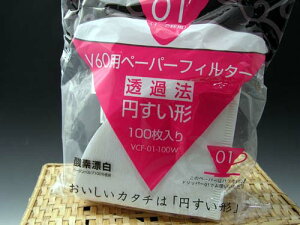 01
V60用ペーパーフィルター
透過法
円すい形
100枚入り
VCF-01-100W
01
酸素漂白
おいしいカタチは「円すい形」